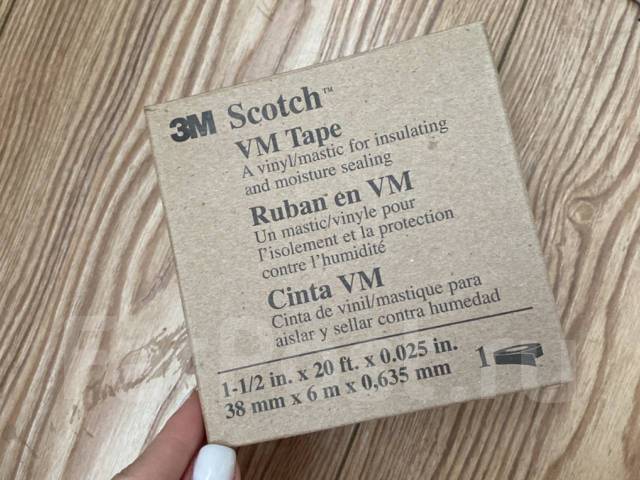 3M Scotch™
VM Tape
A vinyl/mastic for insulating
and moisture sealing
Ruban en VM
Un mastic/vinyle pour
l'isolement et la protection
contre l'humidité
Cinta VM
Cinta de vinil/mastique para
aislar y sellar contra humedad
1-1/2 in. x 20 ft. x 0.025 in.
38 mm x 6 m x 0,635 mm
1